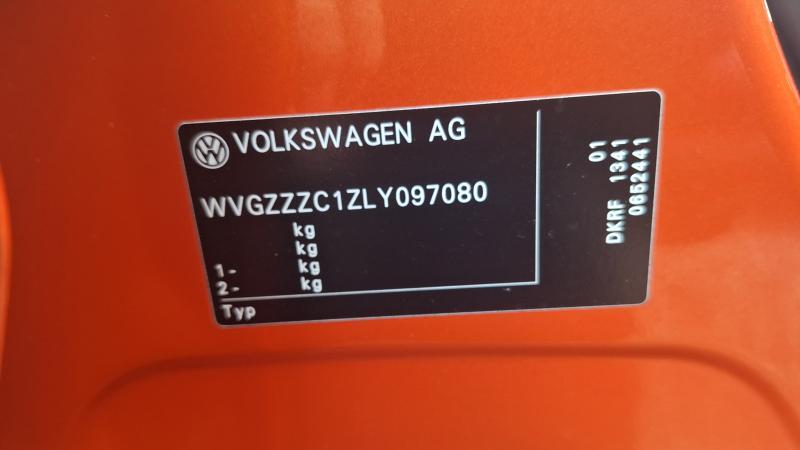 VOLKSWAGEN AG
WVGZZZC1ZLY097080
kg
kg
1- kg
2- kg
Typ
01
DKRF 1341
0652441